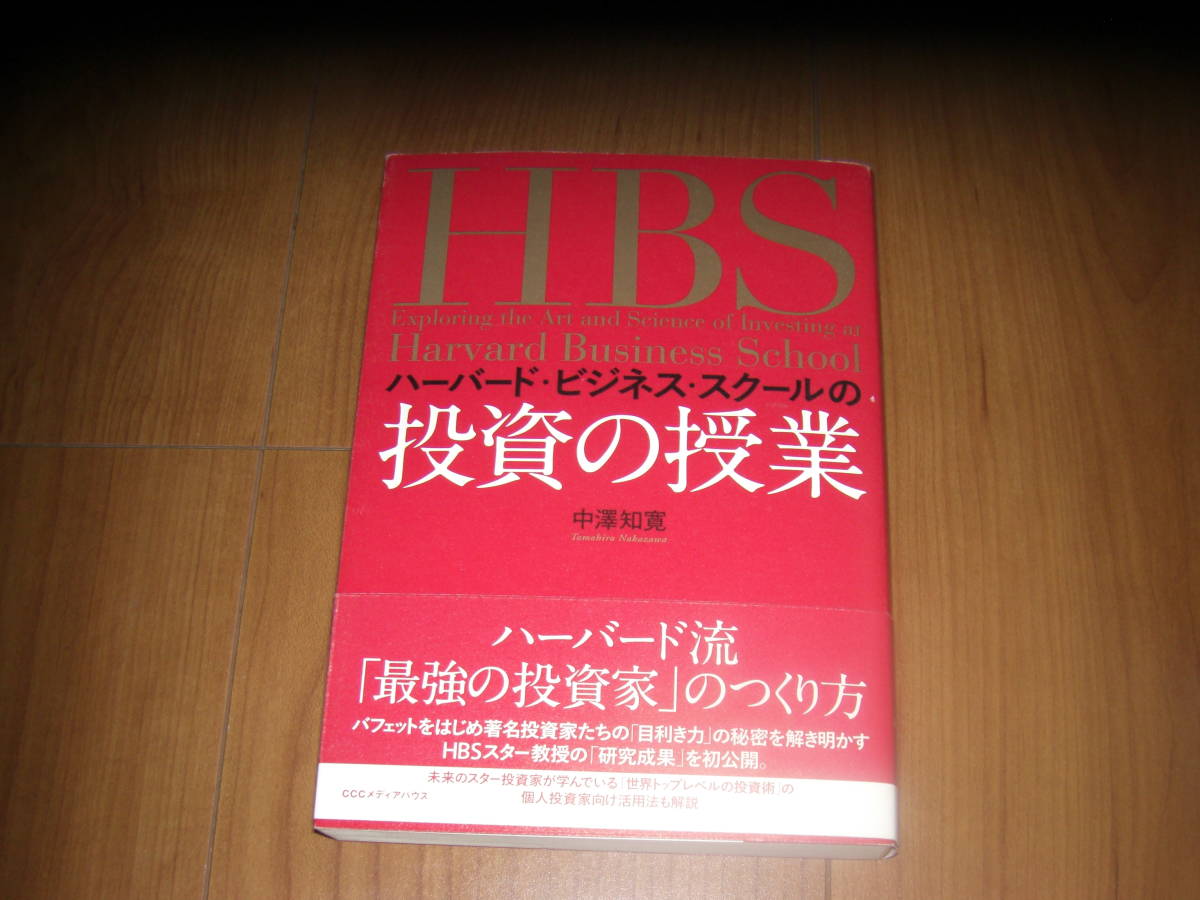 HBS
Exploring the Art and Science of Investing at
Harvard Business School
ハーバード・ビジネス・スクールの
投資の授業
中澤知寛
Tomohiro Nakazawa
ハーバード流
「最強の投資家」のつくり方
バフェットをはじめ著名投資家たちの「目利き力」の秘密を解き明かす
HBSスター教授の「研究成果」を初公開。
未来のスター投資家が学んでいる「世界トップレベルの投資術」の
個人投資家向け活用法も解説
CCCメディアハウス